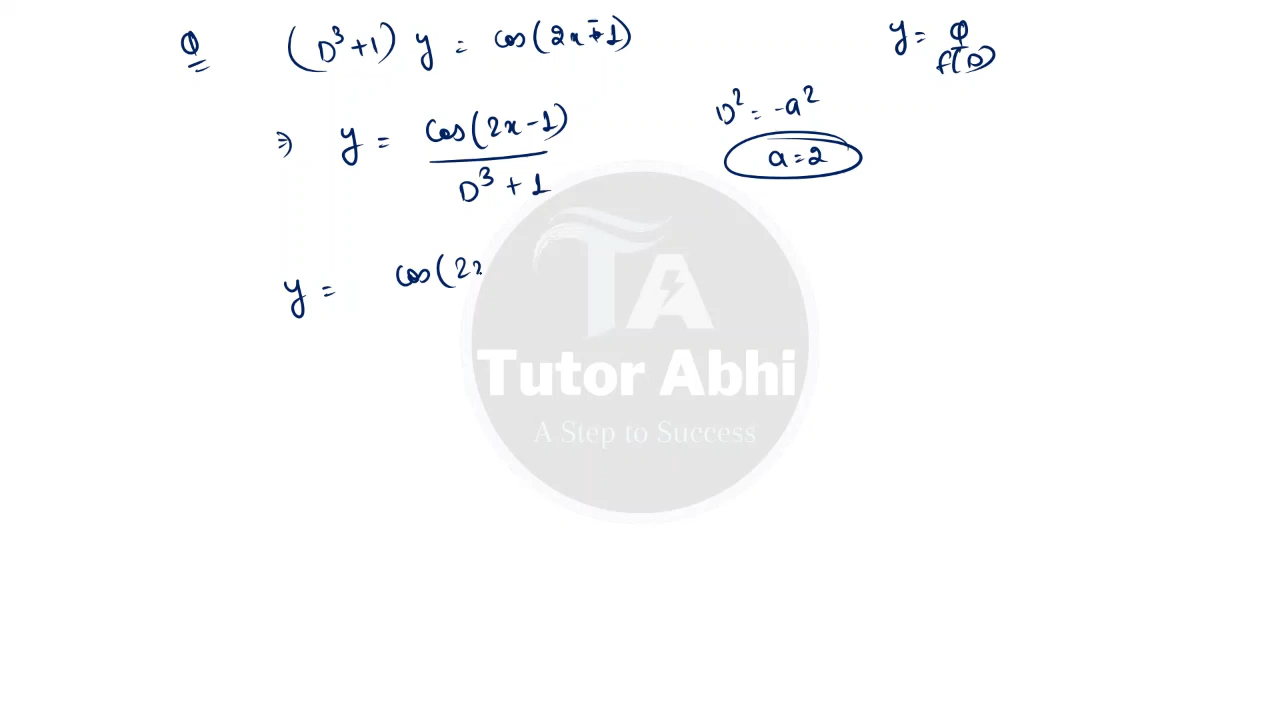 Q (D³+1) y = cos(2x-1)
y = Q
f(D)
⇒ y = cos(2x-1)
D³ + 1
D² = -a²
a=2
y = cos(2x
TA
Tutor Abhi
A Step to Success